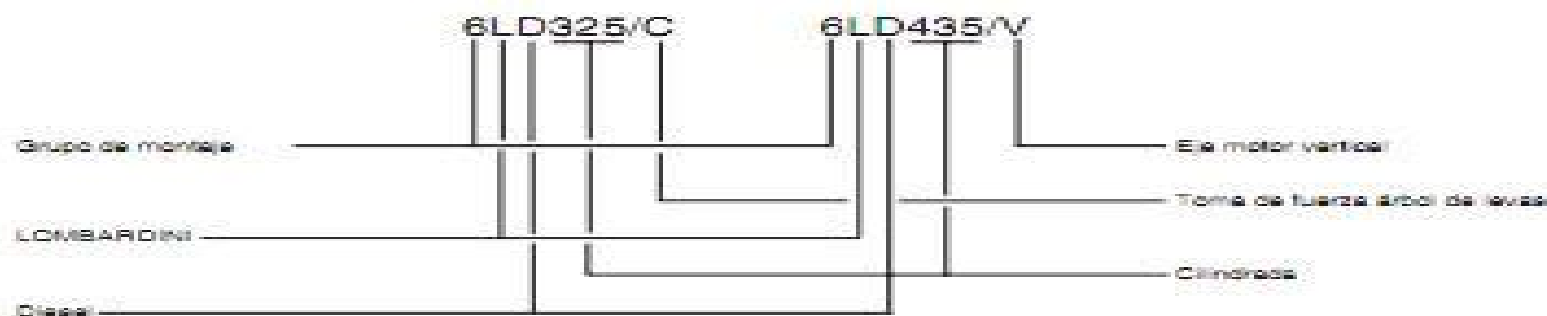 6LD325/C 6LD435/V
Grupo de montaje
Eje motor vertical
Toma de fuerza árbol de levas
LOMBARDINI
Cilindrada
Diesel